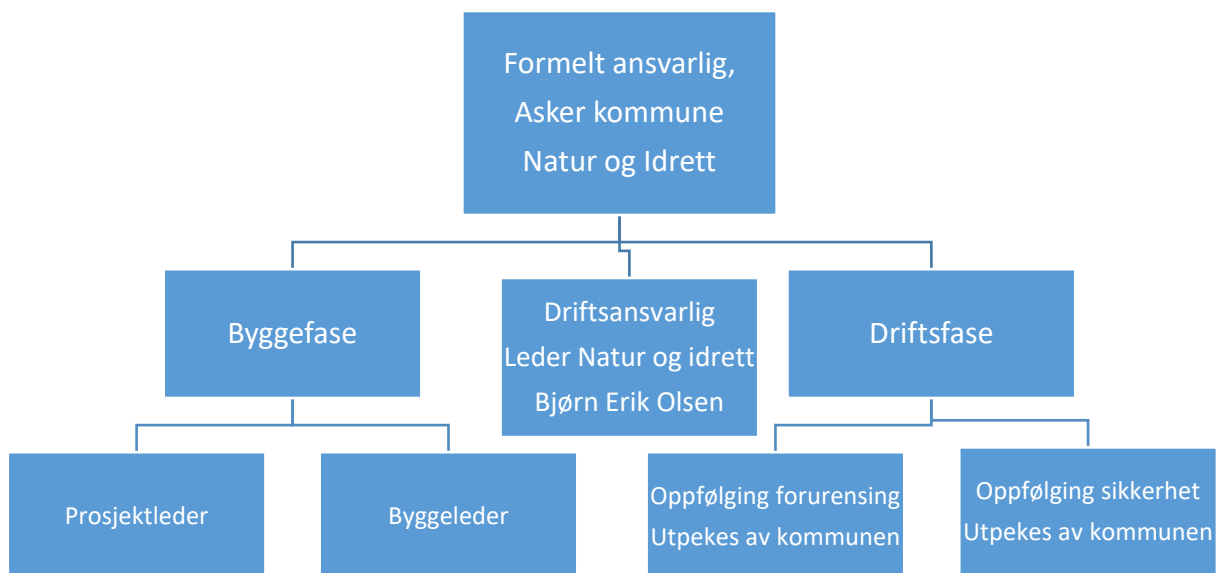 Formelt ansvarlig,
Asker kommune
Natur og Idrett
Byggefase
Driftsansvarlig
Leder Natur og idrett
Bjørn Erik Olsen
Driftsfase
Prosjektleder
Byggeleder
Oppfølging forurensing
Utpekes av kommunen
Oppfølging sikkerhet
Utpekes av kommunen